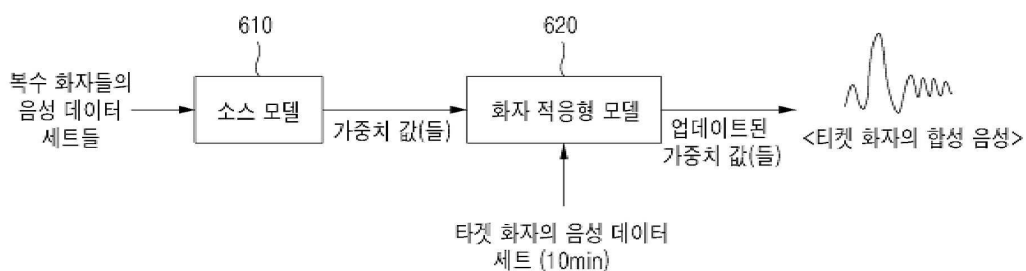 610
620
복수 화자들의
음성 데이터
세트들
소스 모델
가중치 값(들)
화자 적응형 모델
업데이트된
가중치 값(들)
<티켓 화자의 합성 음성>
타겟 화자의 음성 데이터
세트 (10min)